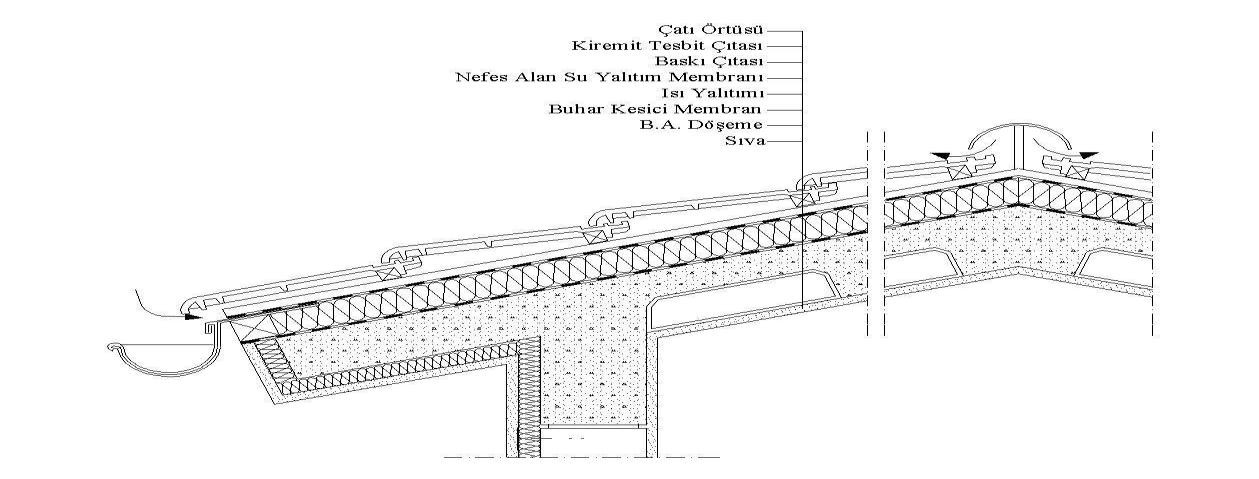 Çatı Örtüsü
Kiremit Tesbit Çıtası
Baskı Çıtası
Nefes Alan Su Yalıtım Membranı
Isı Yalıtımı
Buhar Kesici Membran
B.A. Döşeme
Sıva